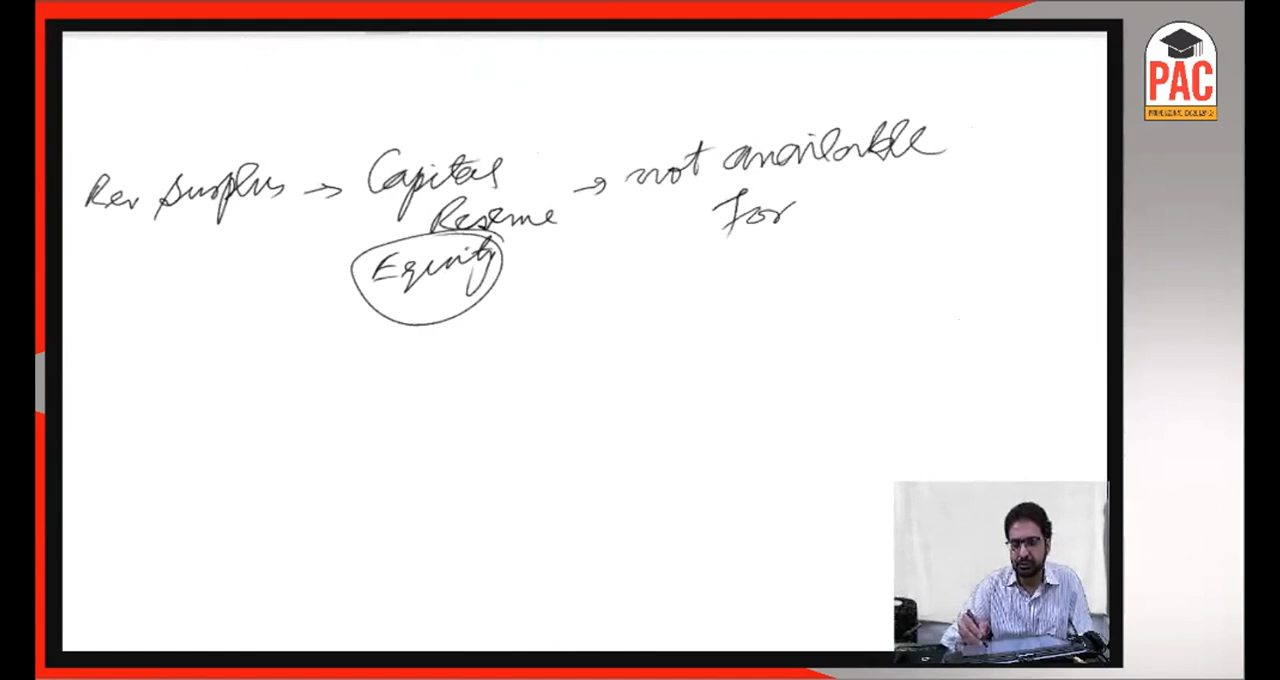 PAC
Rev Surplus → Capital → not available
Reserve For
Equity